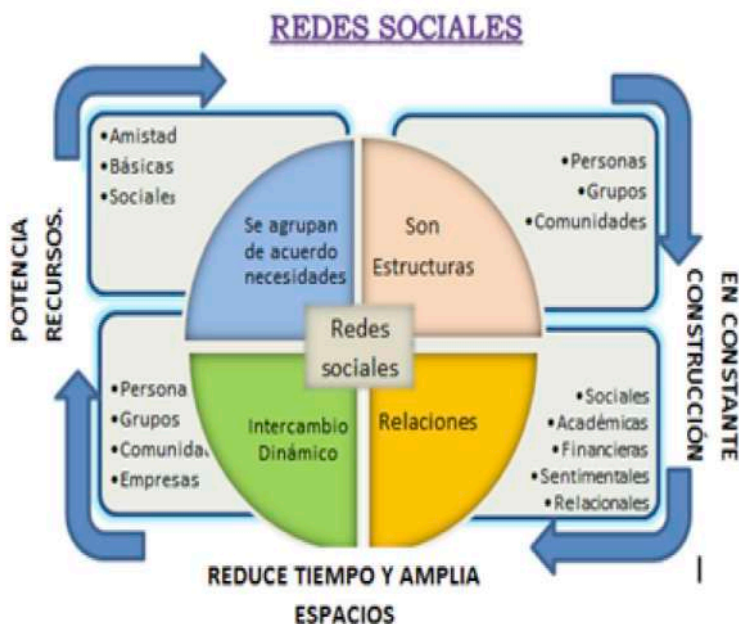 REDES SOCIALES
•Amistad
•Básicas
•Sociales
Se agrupan
de acuerdo
necesidades
Son
Estructuras
•Personas
•Grupos
•Comunidades
POTENCIA
RECURSOS.
EN CONSTANTE
CONSTRUCCIÓN
Redes
sociales
•Persona
•Grupos
•Comunida
•Empresas
Intercambio
Dinámico
Relaciones
•Sociales
•Académicas
•Financieras
•Sentimentales
•Relacionales
REDUCE TIEMPO Y AMPLIA
ESPACIOS